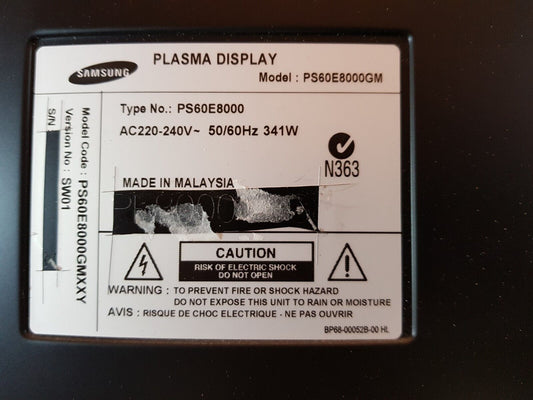 SAMSUNG
PLASMA DISPLAY
Model : PS60E8000GM
Type No.: PS60E8000
AC220-240V~ 50/60Hz 341W
N363
MADE IN MALAYSIA
CAUTION
RISK OF ELECTRIC SHOCK
DO NOT OPEN
WARNING : TO PREVENT FIRE OR SHOCK HAZARD
DO NOT EXPOSE THIS UNIT TO RAIN OR MOISTURE
AVIS : RISQUE DE CHOC ELECTRIQUE - NE PAS OUVRIR
BP68-00052B-00 HL
Model Code : PS60E8000GMXXY
Version No : SW01
S/N